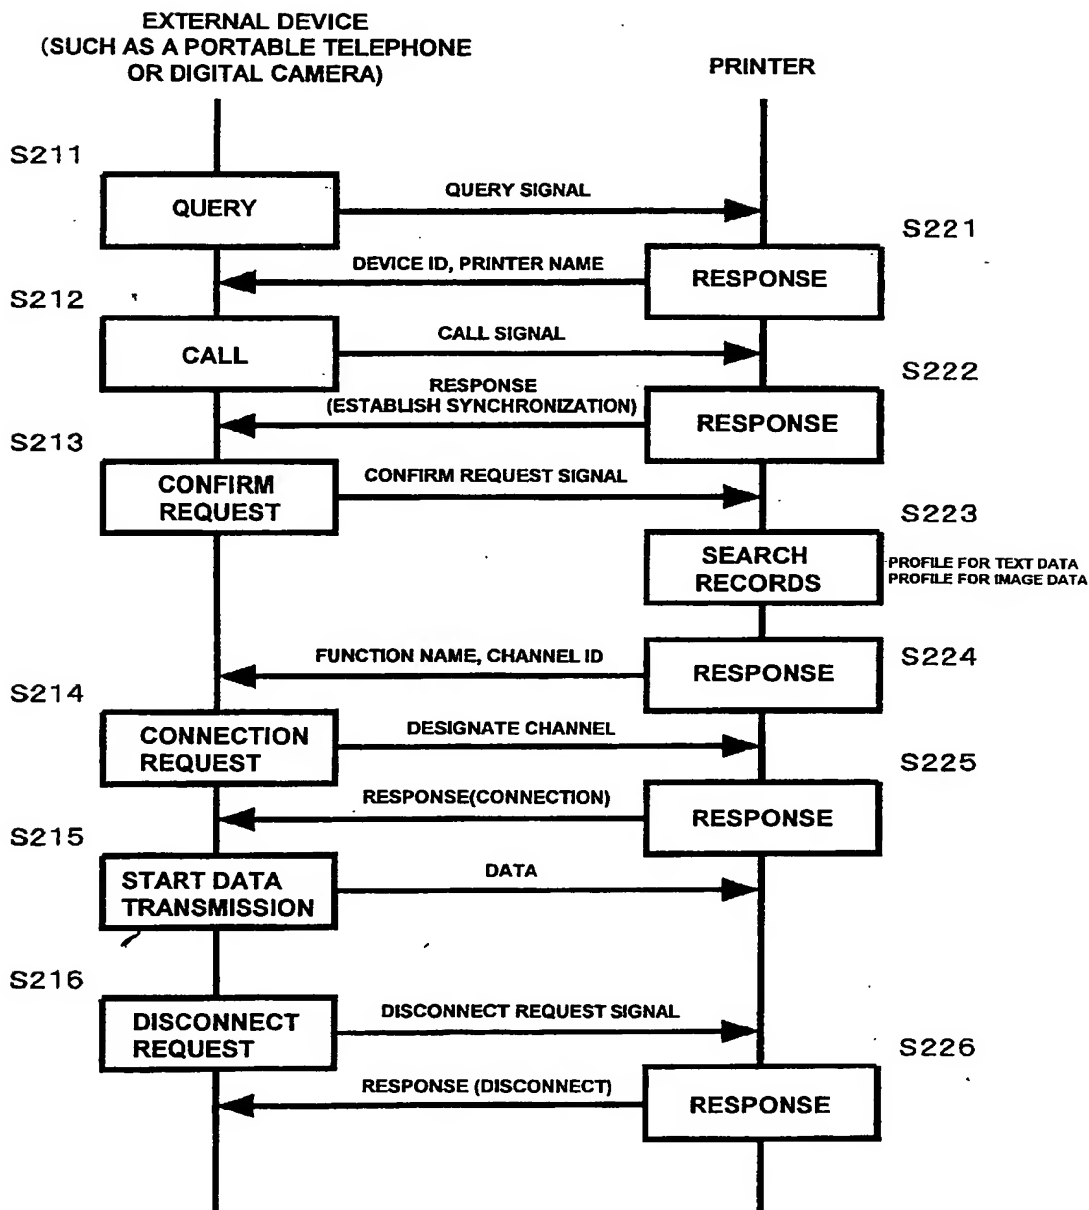 EXTERNAL DEVICE
(SUCH AS A PORTABLE TELEPHONE
OR DIGITAL CAMERA)
PRINTER
S211
QUERY
QUERY SIGNAL
S221
DEVICE ID, PRINTER NAME
RESPONSE
S212
CALL
CALL SIGNAL
S222
RESPONSE
(ESTABLISH SYNCHRONIZATION)
RESPONSE
S213
CONFIRM
REQUEST
CONFIRM REQUEST SIGNAL
S223
SEARCH
RECORDS
PROFILE FOR TEXT DATA
PROFILE FOR IMAGE DATA
FUNCTION NAME, CHANNEL ID
RESPONSE
S224
S214
CONNECTION
REQUEST
DESIGNATE CHANNEL
S225
RESPONSE(CONNECTION)
RESPONSE
S215
START DATA
TRANSMISSION
DATA
S216
DISCONNECT
REQUEST
DISCONNECT REQUEST SIGNAL
S226
RESPONSE (DISCONNECT)
RESPONSE